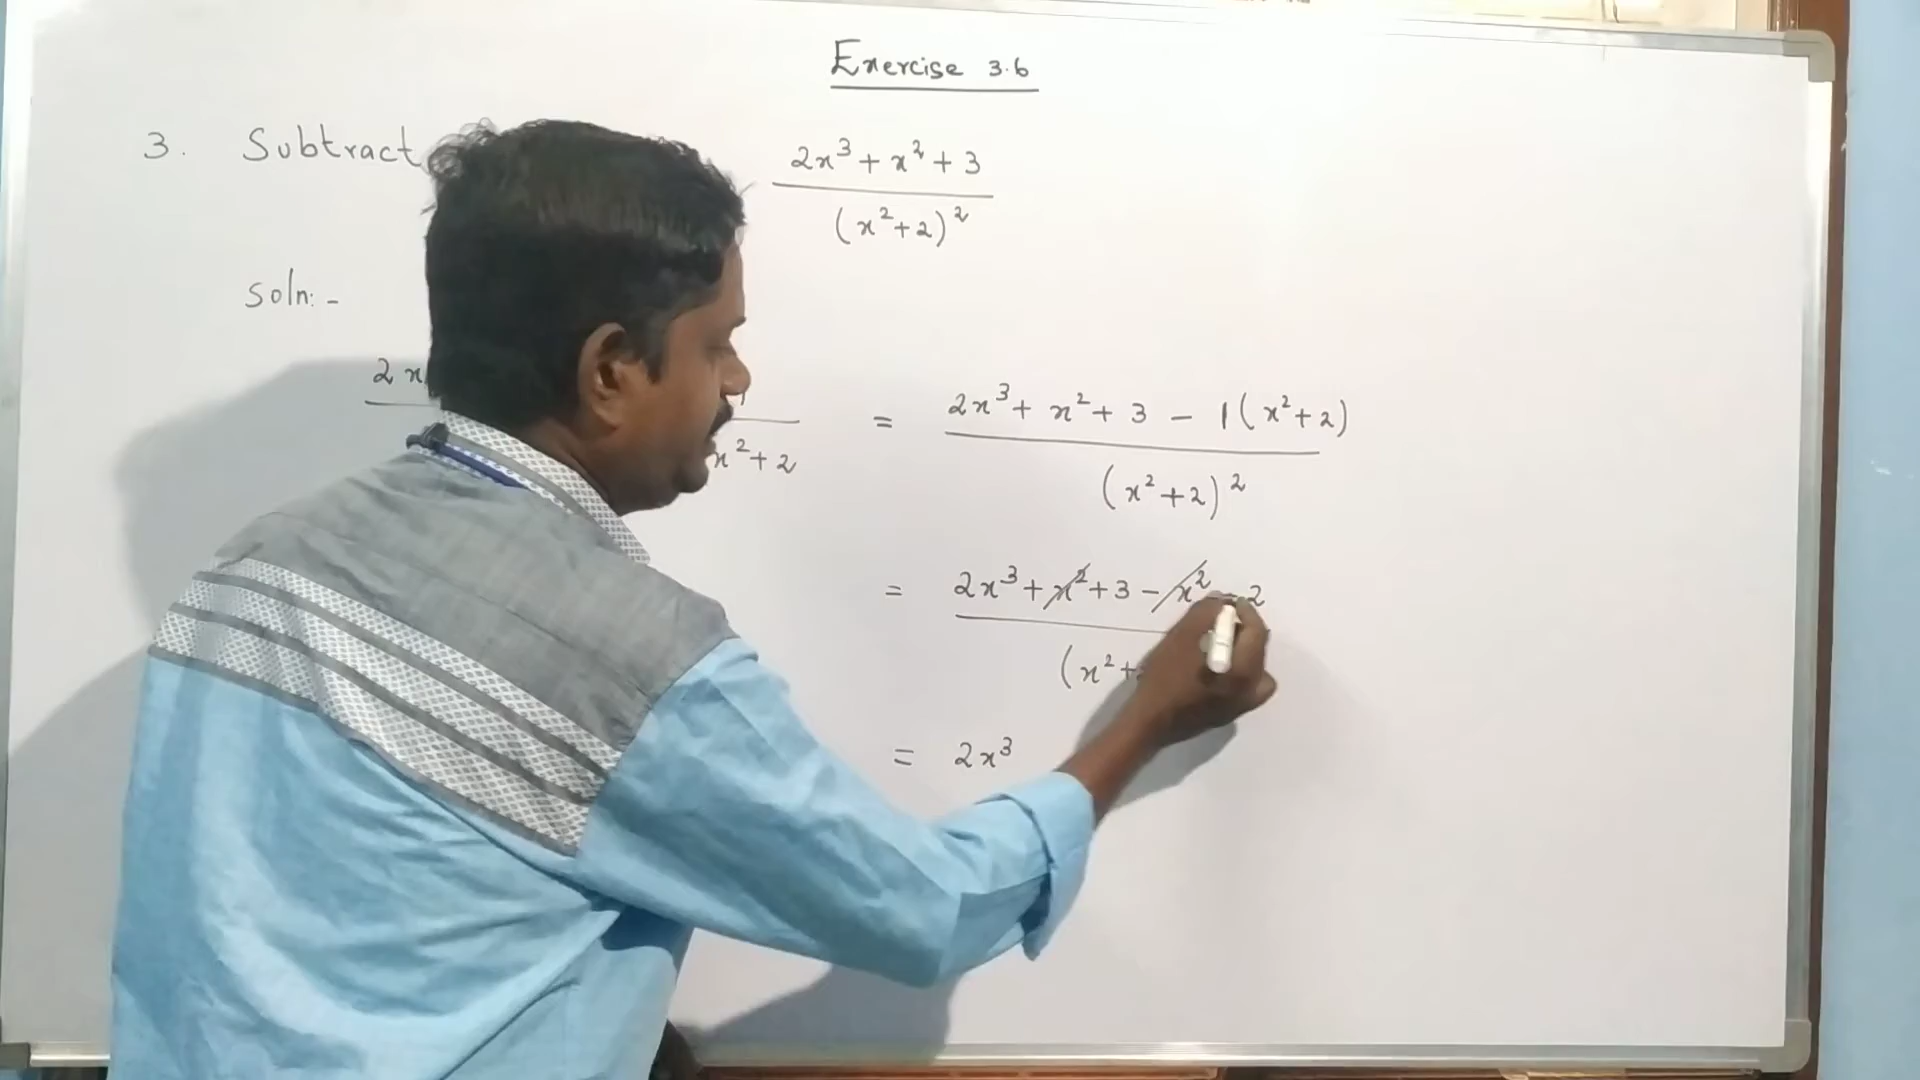 Exercise 3.6
3. Subtract 2x³ + x² + 3
(x²+2)²
Soln:-
2x x²+2 = 2x³ + x² + 3 - 1(x²+2)
(x²+2)²
= 2x³ + x² + 3 - x² - 2
(x²+
= 2x³